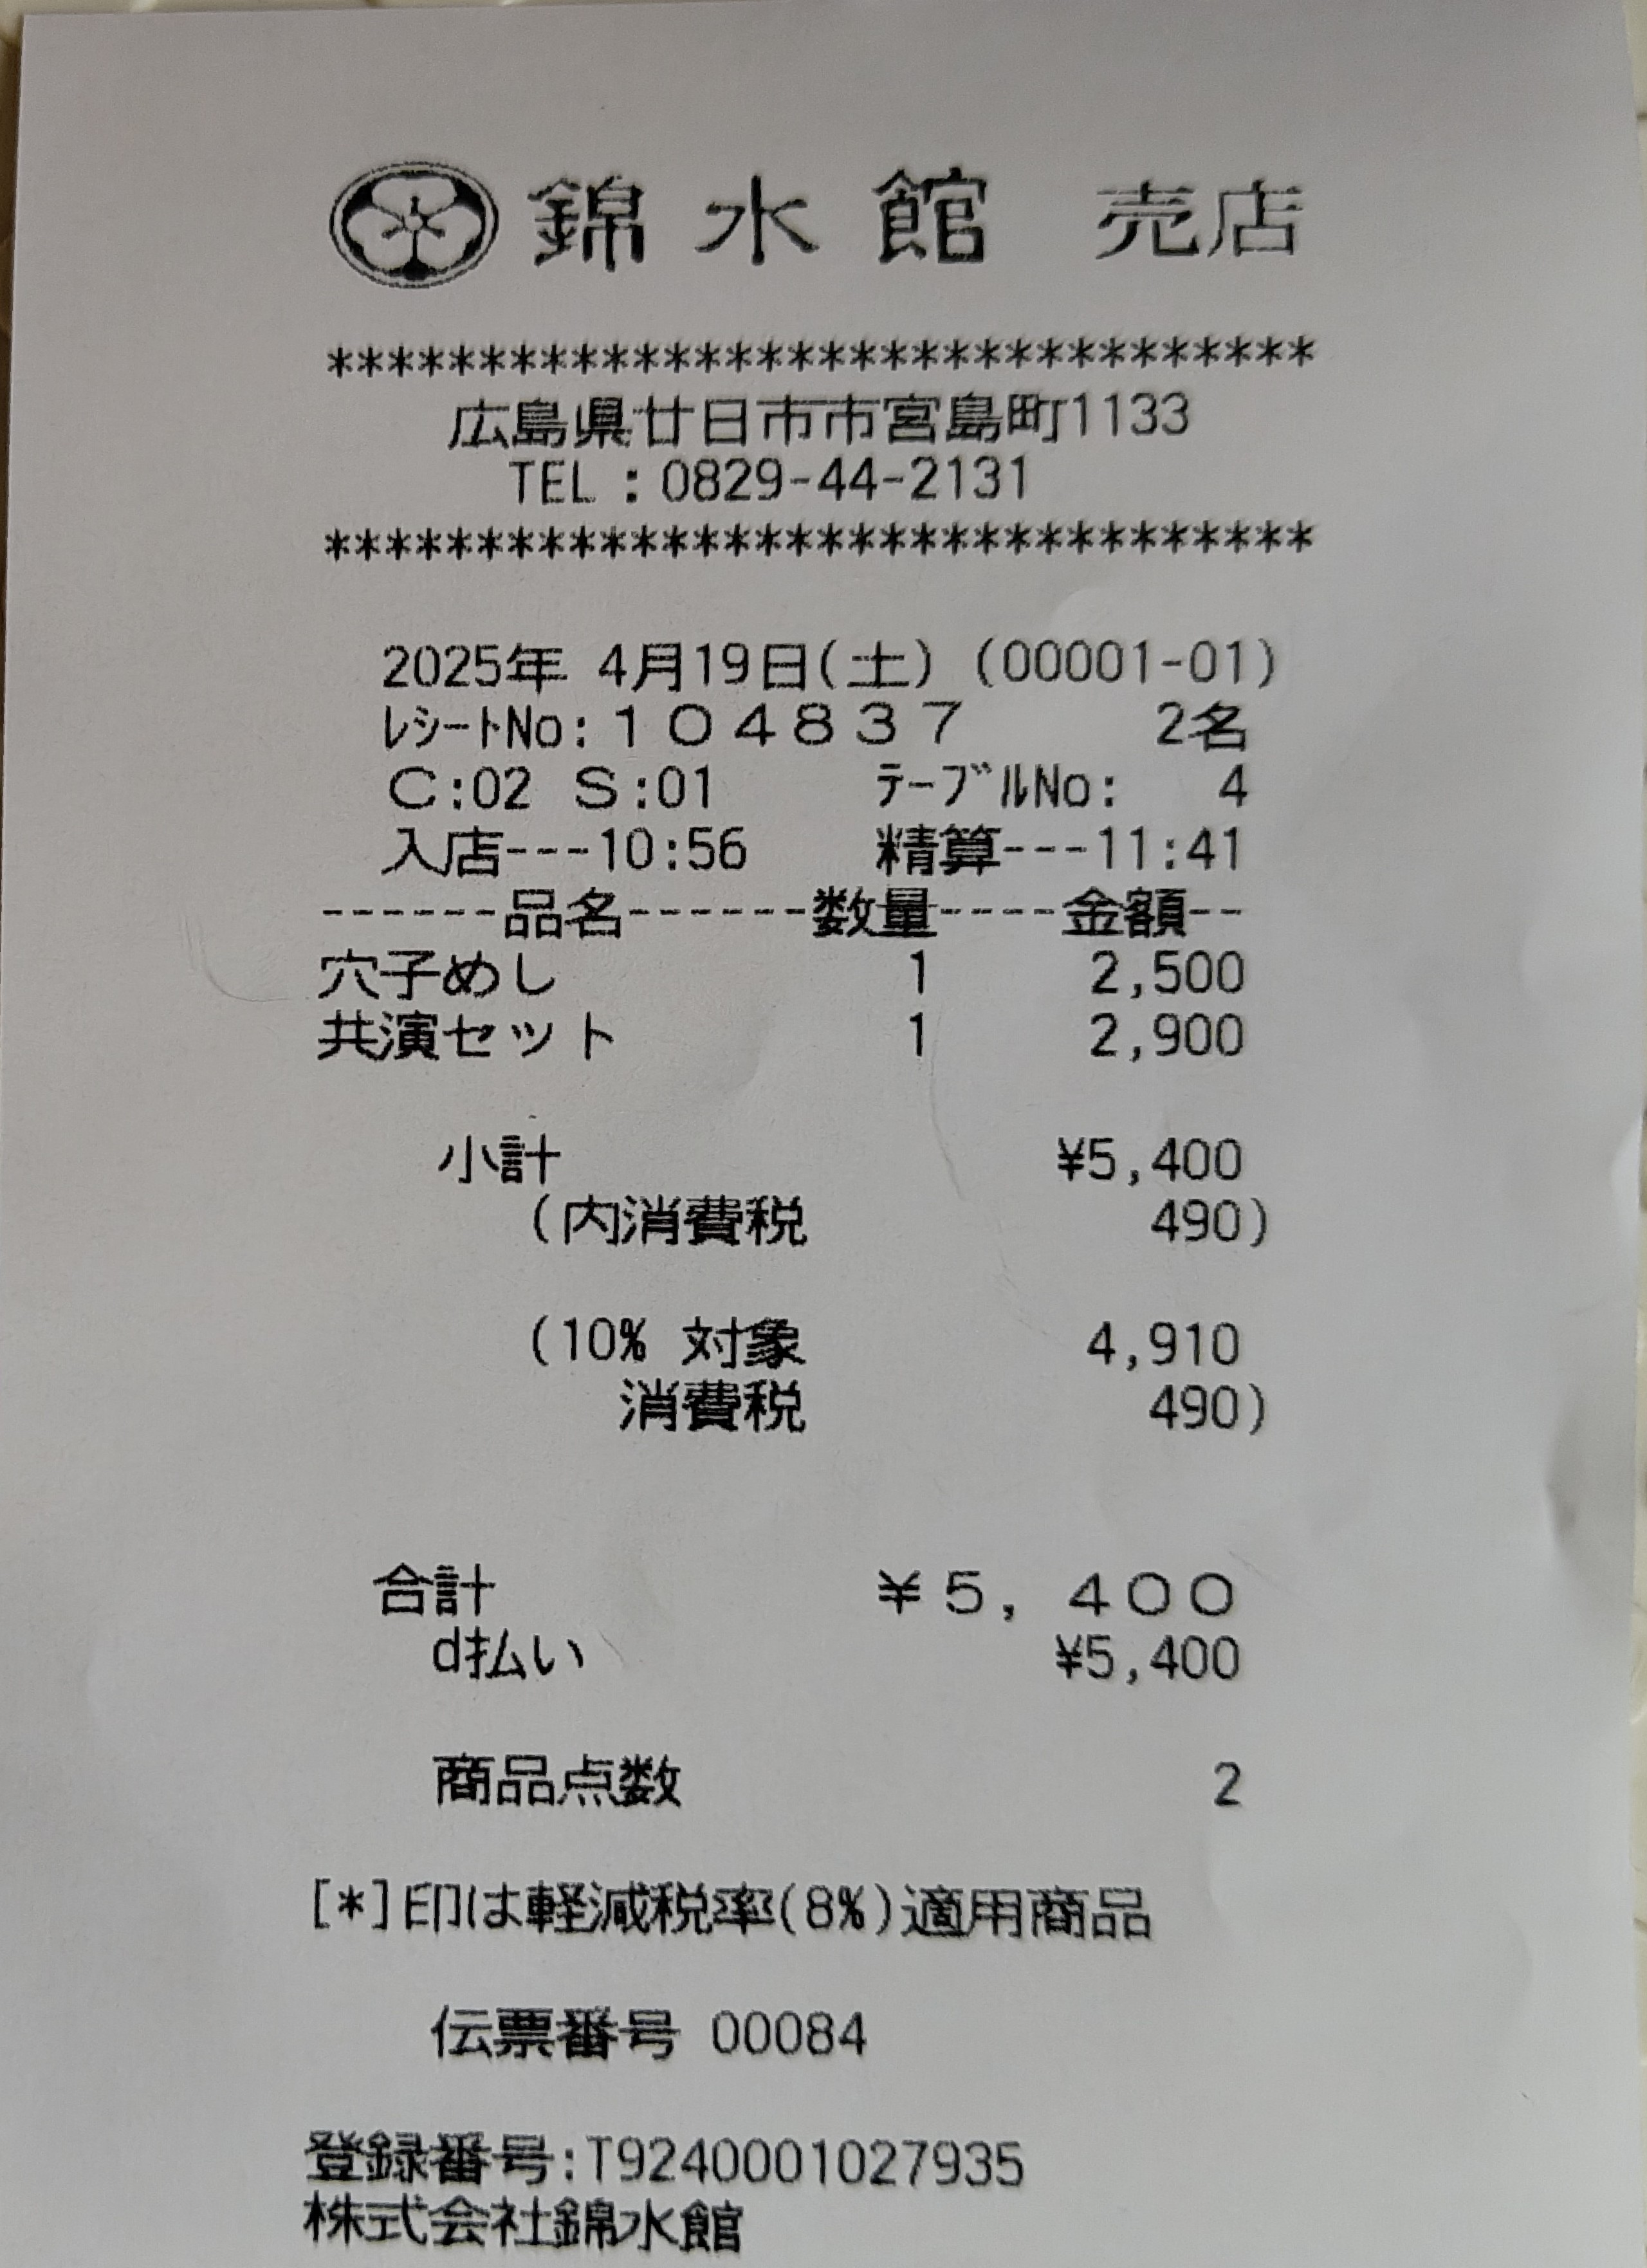 錦水館 売店
********************************
広島県廿日市市宮島町1133
TEL:0829-44-2131
********************************
2025年 4月19日(土) (00001-01)
ﾚｼｰﾄNo:104837 2名
C:02 S:01 ﾃｰﾌﾞﾙNo: 4
入店---10:56 精算---11:41
------品名------数量----金額--
穴子めし 1 2,500
共演セット 1 2,900
小計 ¥5,400
(内消費税 490)
(10% 対象 4,910
消費税 490)
合計 ¥5,400
d払い ¥5,400
商品点数 2
[*]印は軽減税率(8%)適用商品
伝票番号 00084
登録番号:T9240001027935
株式会社錦水館